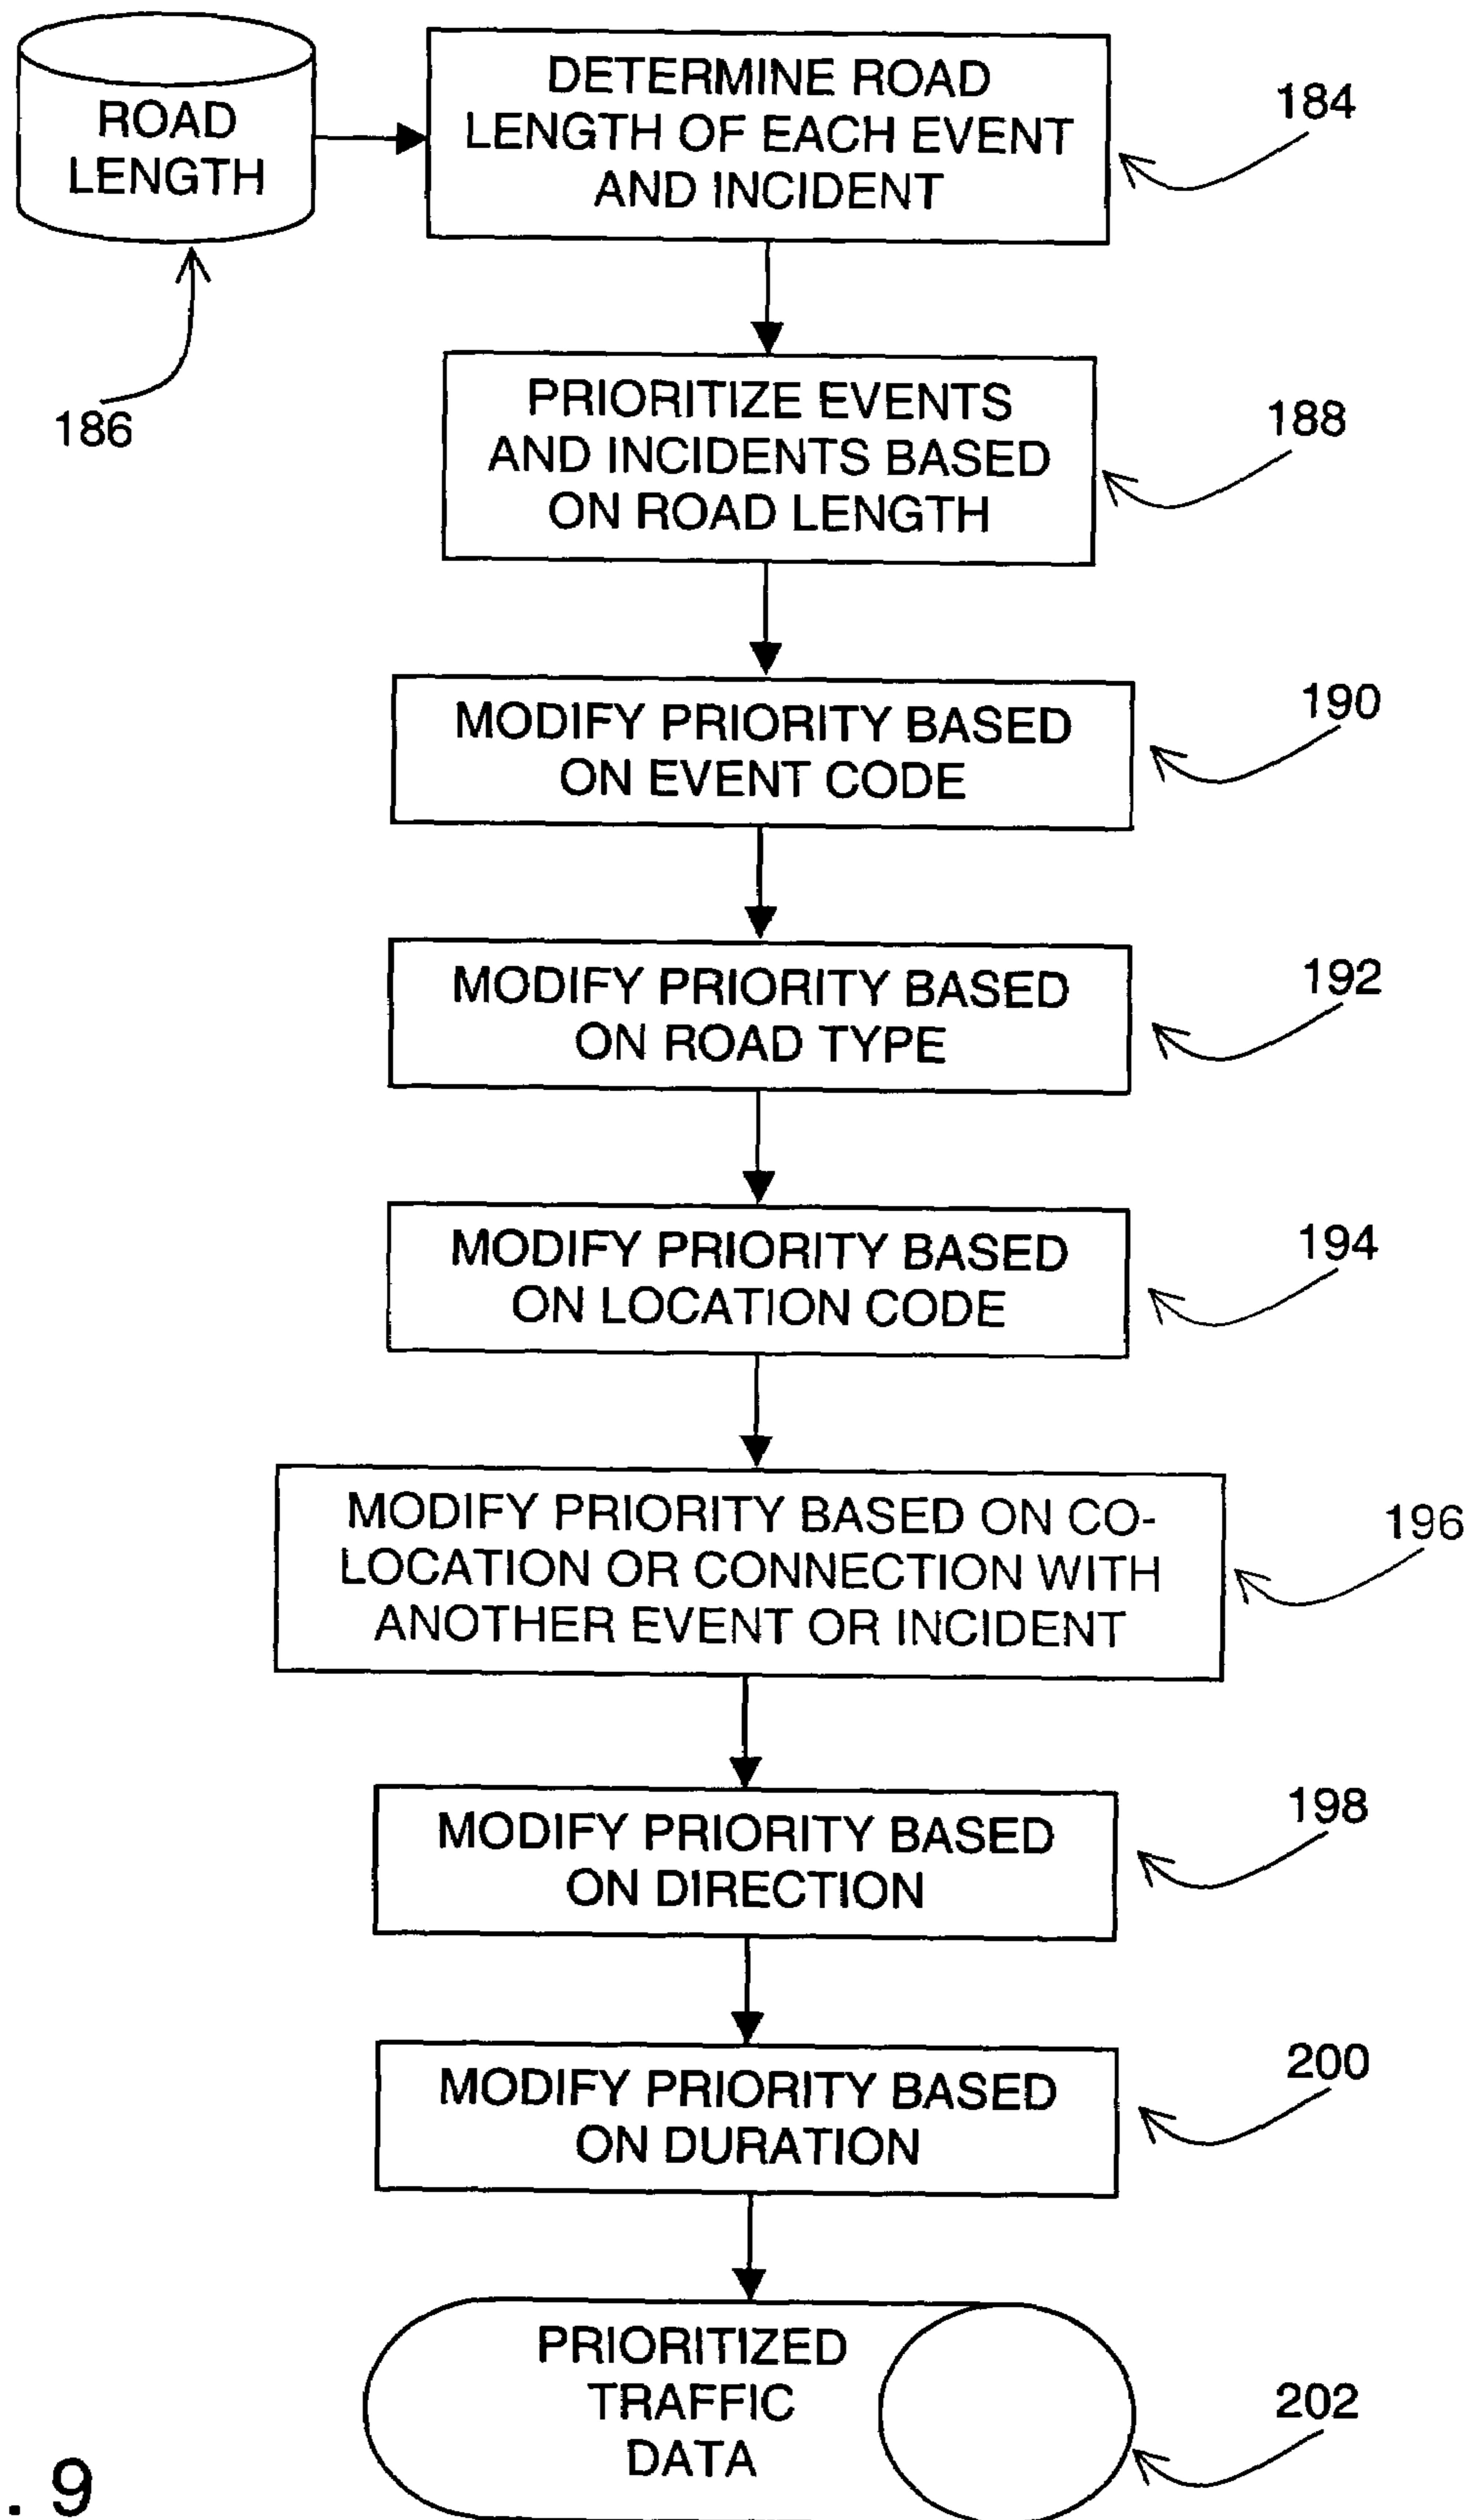 ROAD
LENGTH
DETERMINE ROAD
LENGTH OF EACH EVENT
AND INCIDENT
184
186
PRIORITIZE EVENTS
AND INCIDENTS BASED
ON ROAD LENGTH
188
MODIFY PRIORITY BASED
ON EVENT CODE
190
MODIFY PRIORITY BASED
ON ROAD TYPE
192
MODIFY PRIORITY BASED
ON LOCATION CODE
194
MODIFY PRIORITY BASED ON CO-
LOCATION OR CONNECTION WITH
ANOTHER EVENT OR INCIDENT
196
MODIFY PRIORITY BASED
ON DIRECTION
198
MODIFY PRIORITY BASED
ON DURATION
200
PRIORITIZED
TRAFFIC
DATA
202
. 9